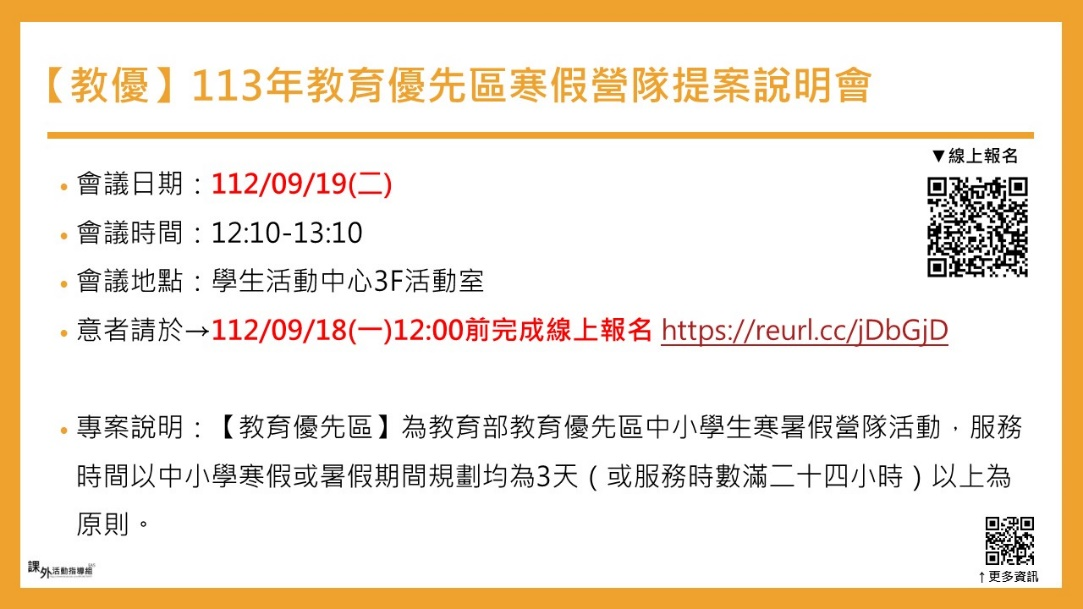 【教優】113年教育優先區寒假營隊提案說明會
▼線上報名
• 會議日期：112/09/19(二)
• 會議時間：12:10-13:10
• 會議地點：學生活動中心3F活動室
• 意者請於→112/09/18(一)12:00前完成線上報名 https://reurl.cc/jDbGjD
• 專案說明：【教育優先區】為教育部教育優先區中小學生寒暑假營隊活動，服務
時間以中小學寒假或暑假期間規劃均為3天（或服務時數滿二十四小時）以上為
原則。
課外活動指導組
↑更多資訊